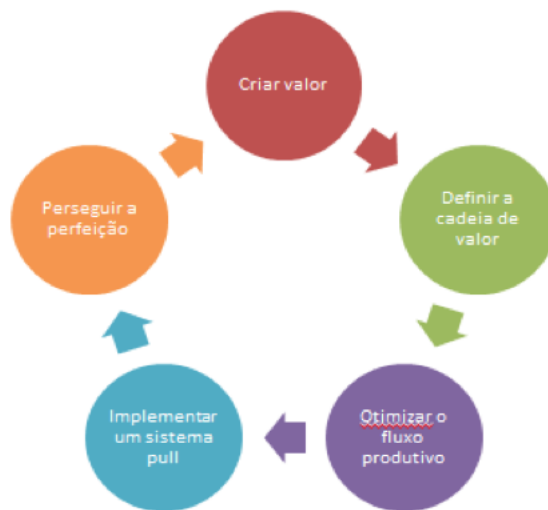 Criar valor
Definir a
cadeia de
valor
Otimizar o
fluxo
produtivo
Implementar
um sistema
pull
Perseguir a
perfeição